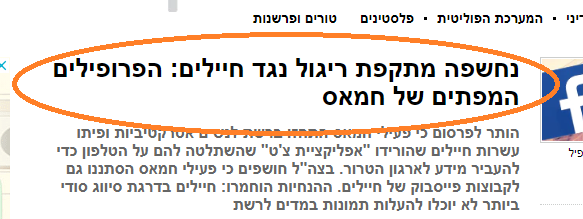 דיני • המערכת הפוליטית • פלסטינים טורים ופרשנות
נחשפה מתקפת ריגול נגד חיילים: הפרופילים
המפתים של חמאס
הותר לפרסום כי פעילי חמאס התחזו ברשת לנשים אטרקטיביות ופיתו
עשרות חיילים שהורידו "אפליקציית צ'ט" שהשתלטה להם על הטלפון כדי
להעביר מידע לארגון הטרור. בצה"ל חושפים כי פעילי חמאס הסתננו גם
לקבוצות פייסבוק של חיילים. ההנחיות הוחמרו: חיילים בדרגת סיווג סודי
ביותר לא יוכלו להעלות תמונות במדים לרשת
פיל